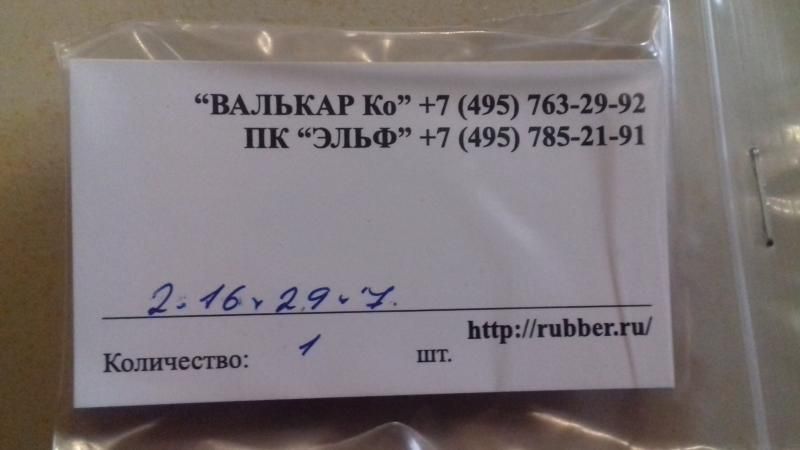 “ВАЛЬКАР Ко” +7 (495) 763-29-92
ПК “ЭЛЬФ” +7 (495) 785-21-91
2.16 x 29 x 7.
http://rubber.ru/
Количество: 1 шт.